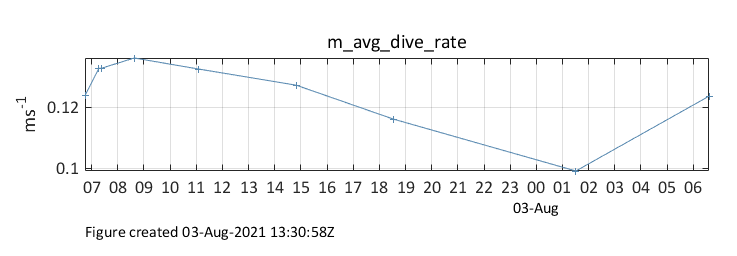 m_avg_dive_rate
ms-1
0.12
0.1
07 08 09 10 11 12 13 14 15 16 17 18 19 20 21 22 23 00 01 02 03 04 05 06
03-Aug
Figure created 03-Aug-2021 13:30:58Z